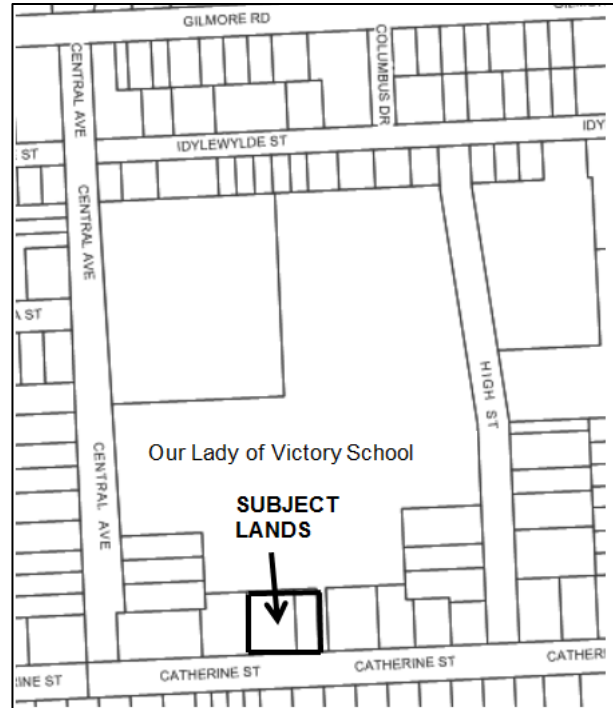 GILMORE RD
CENTRAL AVE
COLUMBUS DR
E ST
IDYLEWYLDE ST
IDY
CENTRAL AVE
A ST
HIGH ST
CENTRAL AVE
Our Lady of Victory School
SUBJECT
LANDS
CATHERINE ST
CATHERINE ST
CATHERI
INE ST